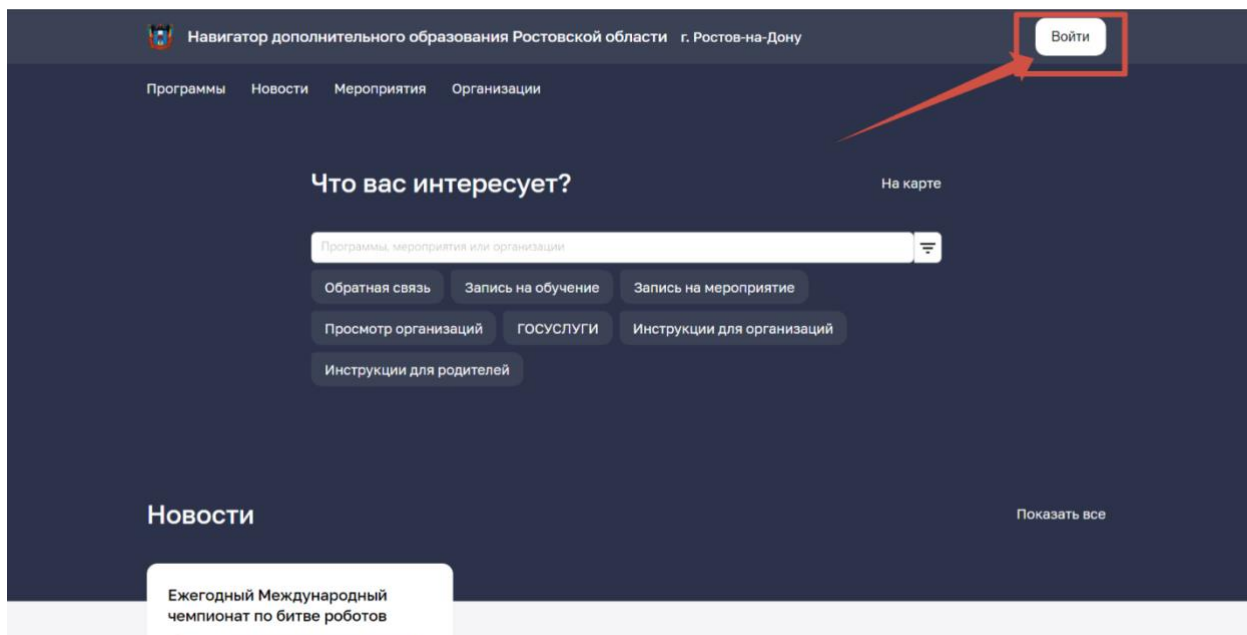 Навигатор дополнительного образования Ростовской области г. Ростов-на-Дону
Войти
Программы Новости Мероприятия Организации
Что вас интересует?
На карте
Программы, мероприятия или организации
Обратная связь Запись на обучение Запись на мероприятие
Просмотр организаций ГОСУСЛУГИ Инструкции для организаций
Инструкции для родителей
Новости
Показать все
Ежегодный Международный
чемпионат по битве роботов